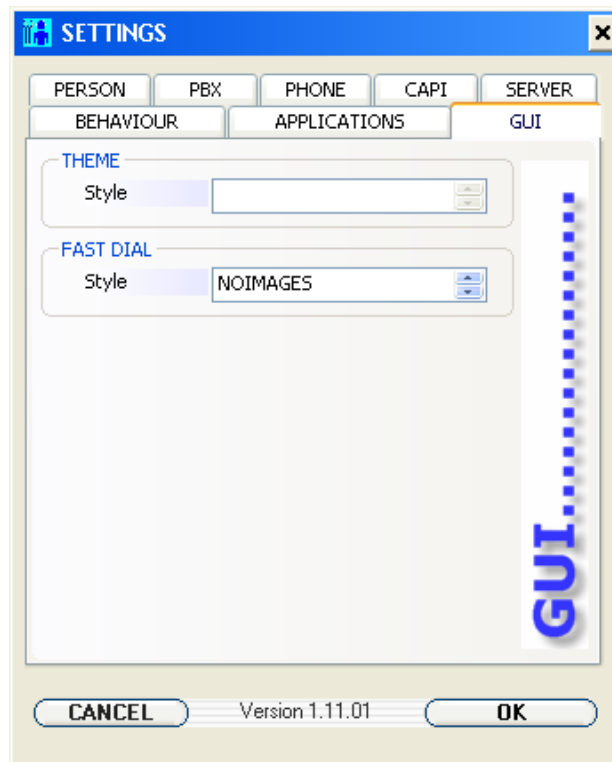 SETTINGS
PERSON PBX PHONE CAPI SERVER
BEHAVIOUR APPLICATIONS GUI
THEME
Style
FAST DIAL
Style NOIMAGES
GUI................
CANCEL Version 1.11.01 OK